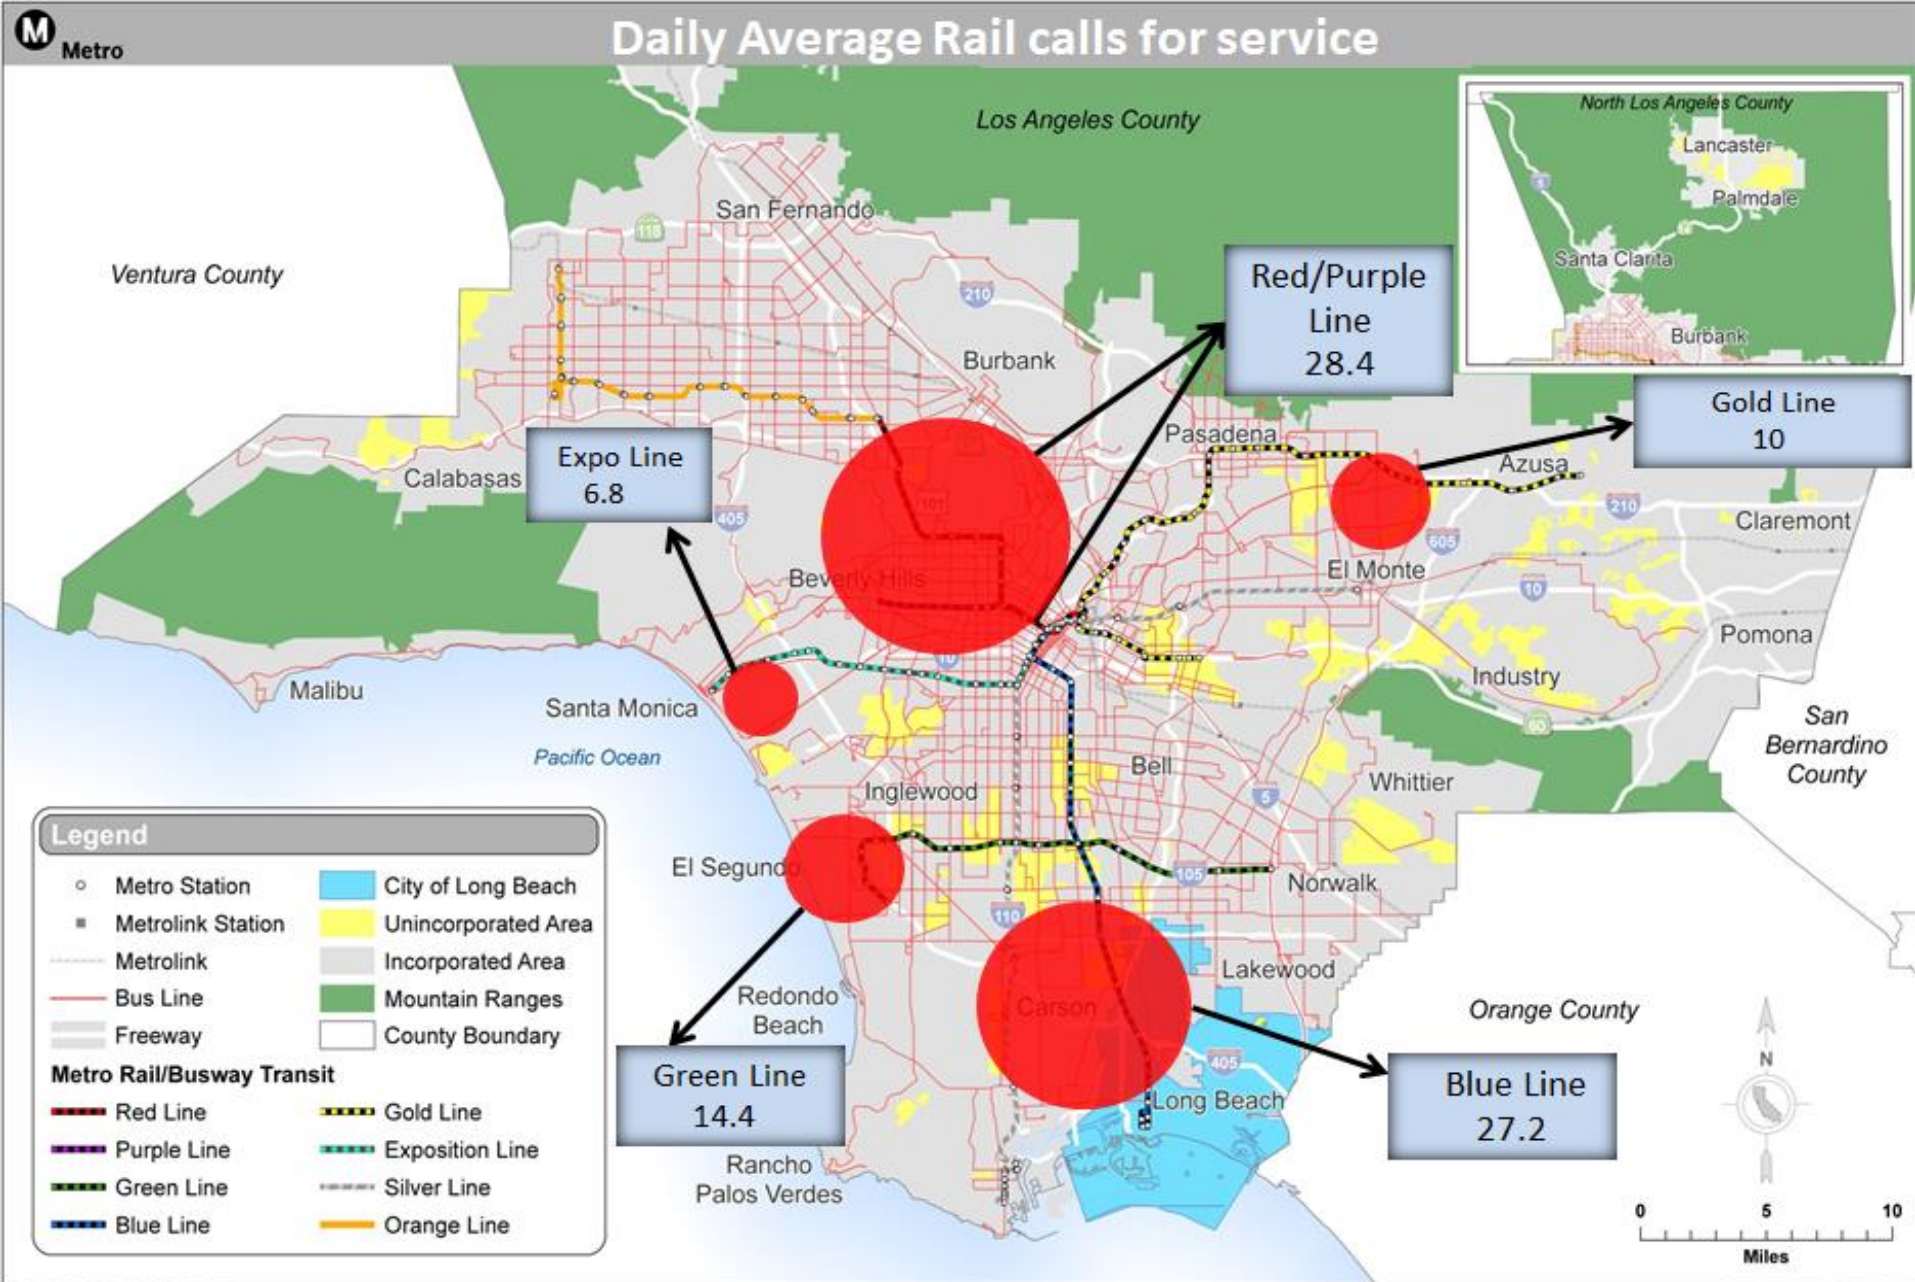 M Metro
Daily Average Rail calls for service
Los Angeles County
North Los Angeles County
Lancaster
Palmdale
5
Santa Clarita
Burbank
San Fernando
118
Ventura County
210
Burbank
Red/Purple
Line
28.4
Gold Line
10
Pasadena
Azusa
Expo Line
6.8
Calabasas
405
101
210
Claremont
605
El Monte
Beverly Hills
10
Pomona
10
Industry
Malibu
Santa Monica
Pacific Ocean
60
San
Bernardino
County
Bell
Whittier
Inglewood
5
El Segundo
105
Norwalk
110
Lakewood
Redondo
Beach
Carson
Orange County
405
Long Beach
Green Line
14.4
Blue Line
27.2
Rancho
Palos Verdes
N
0 5 10
Miles
Legend
Metro Station
Metrolink Station
Metrolink
Bus Line
Freeway
City of Long Beach
Unincorporated Area
Incorporated Area
Mountain Ranges
County Boundary
Metro Rail/Busway Transit
Red Line
Purple Line
Green Line
Blue Line
Gold Line
Exposition Line
Silver Line
Orange Line